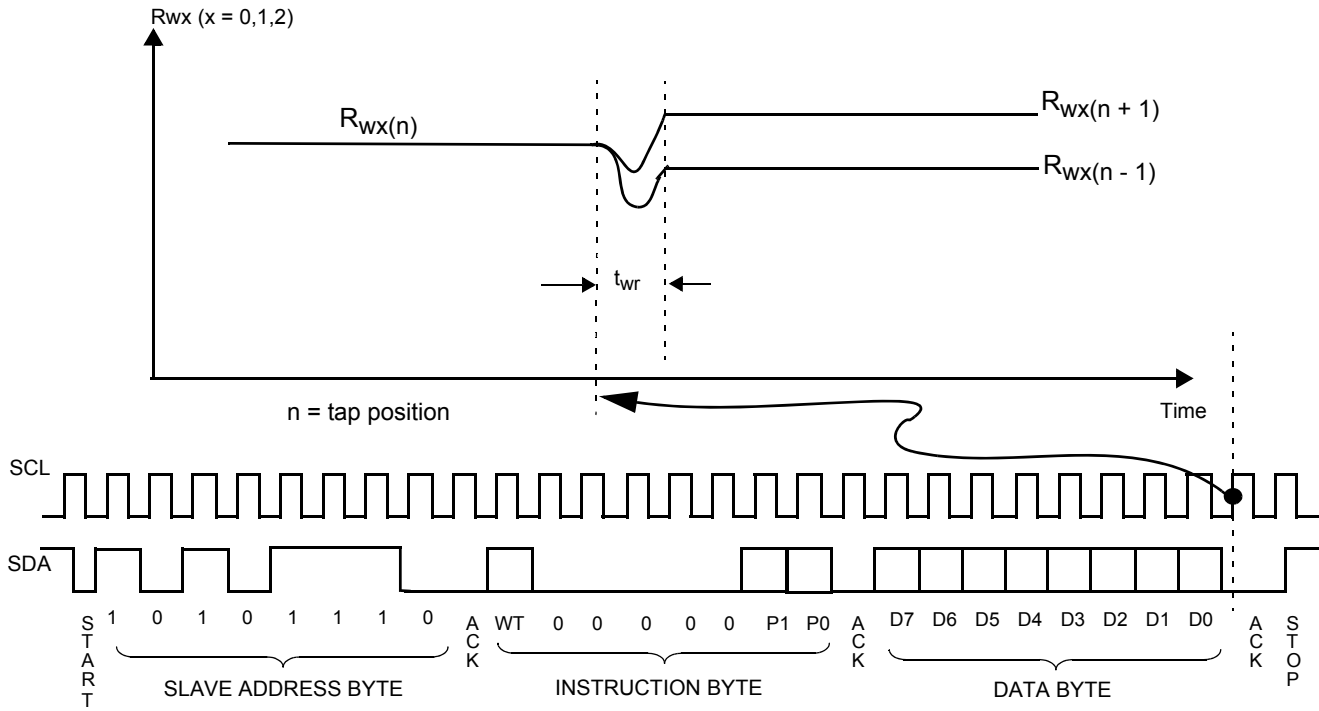 Rwx (x = 0,1,2)
Rwx(n)
Rwx(n + 1)
Rwx(n - 1)
twr
n = tap position
Time
SCL
SDA
START 1 0 1 0 1 1 1 0 ACK WT 0 0 0 0 0 P1 P0 ACK D7 D6 D5 D4 D3 D2 D1 D0 ACK STOP
SLAVE ADDRESS BYTE INSTRUCTION BYTE DATA BYTE